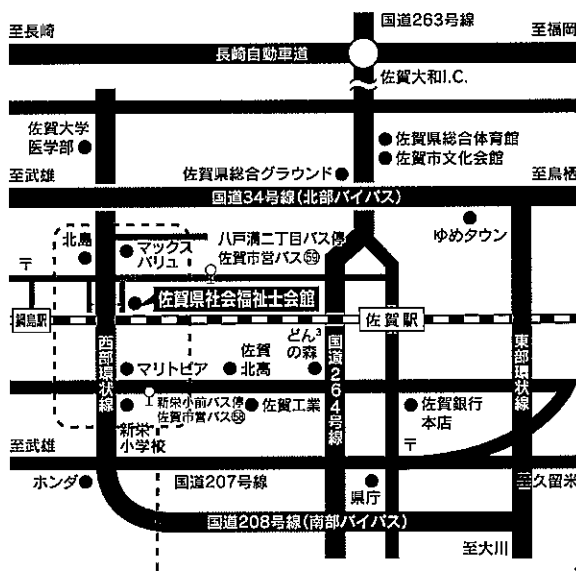 国道263号線
至長崎
至福岡
長崎自動車道
佐賀大和I.C.
佐賀大学
医学部
佐賀県総合体育館
佐賀市文化会館
佐賀県総合グラウンド
至武雄
至鳥栖
国道34号線(北部バイパス)
北島
マックス
バリュ
八戸溝二丁目バス停
佐賀市営バス㊾
ゆめタウン
〒
佐賀県社会福祉士会館
鍋島駅
佐賀駅
西部環状線
国道264号線
東部環状線
どん3
の森
マリトピア
佐賀
北高
新栄小前バス停
佐賀市営バス
佐賀工業
佐賀銀行
本店
新栄
小学校
〒
至武雄
ホンダ
国道207号線
県庁
至久留米
国道208号線(南部バイパス)
至大川